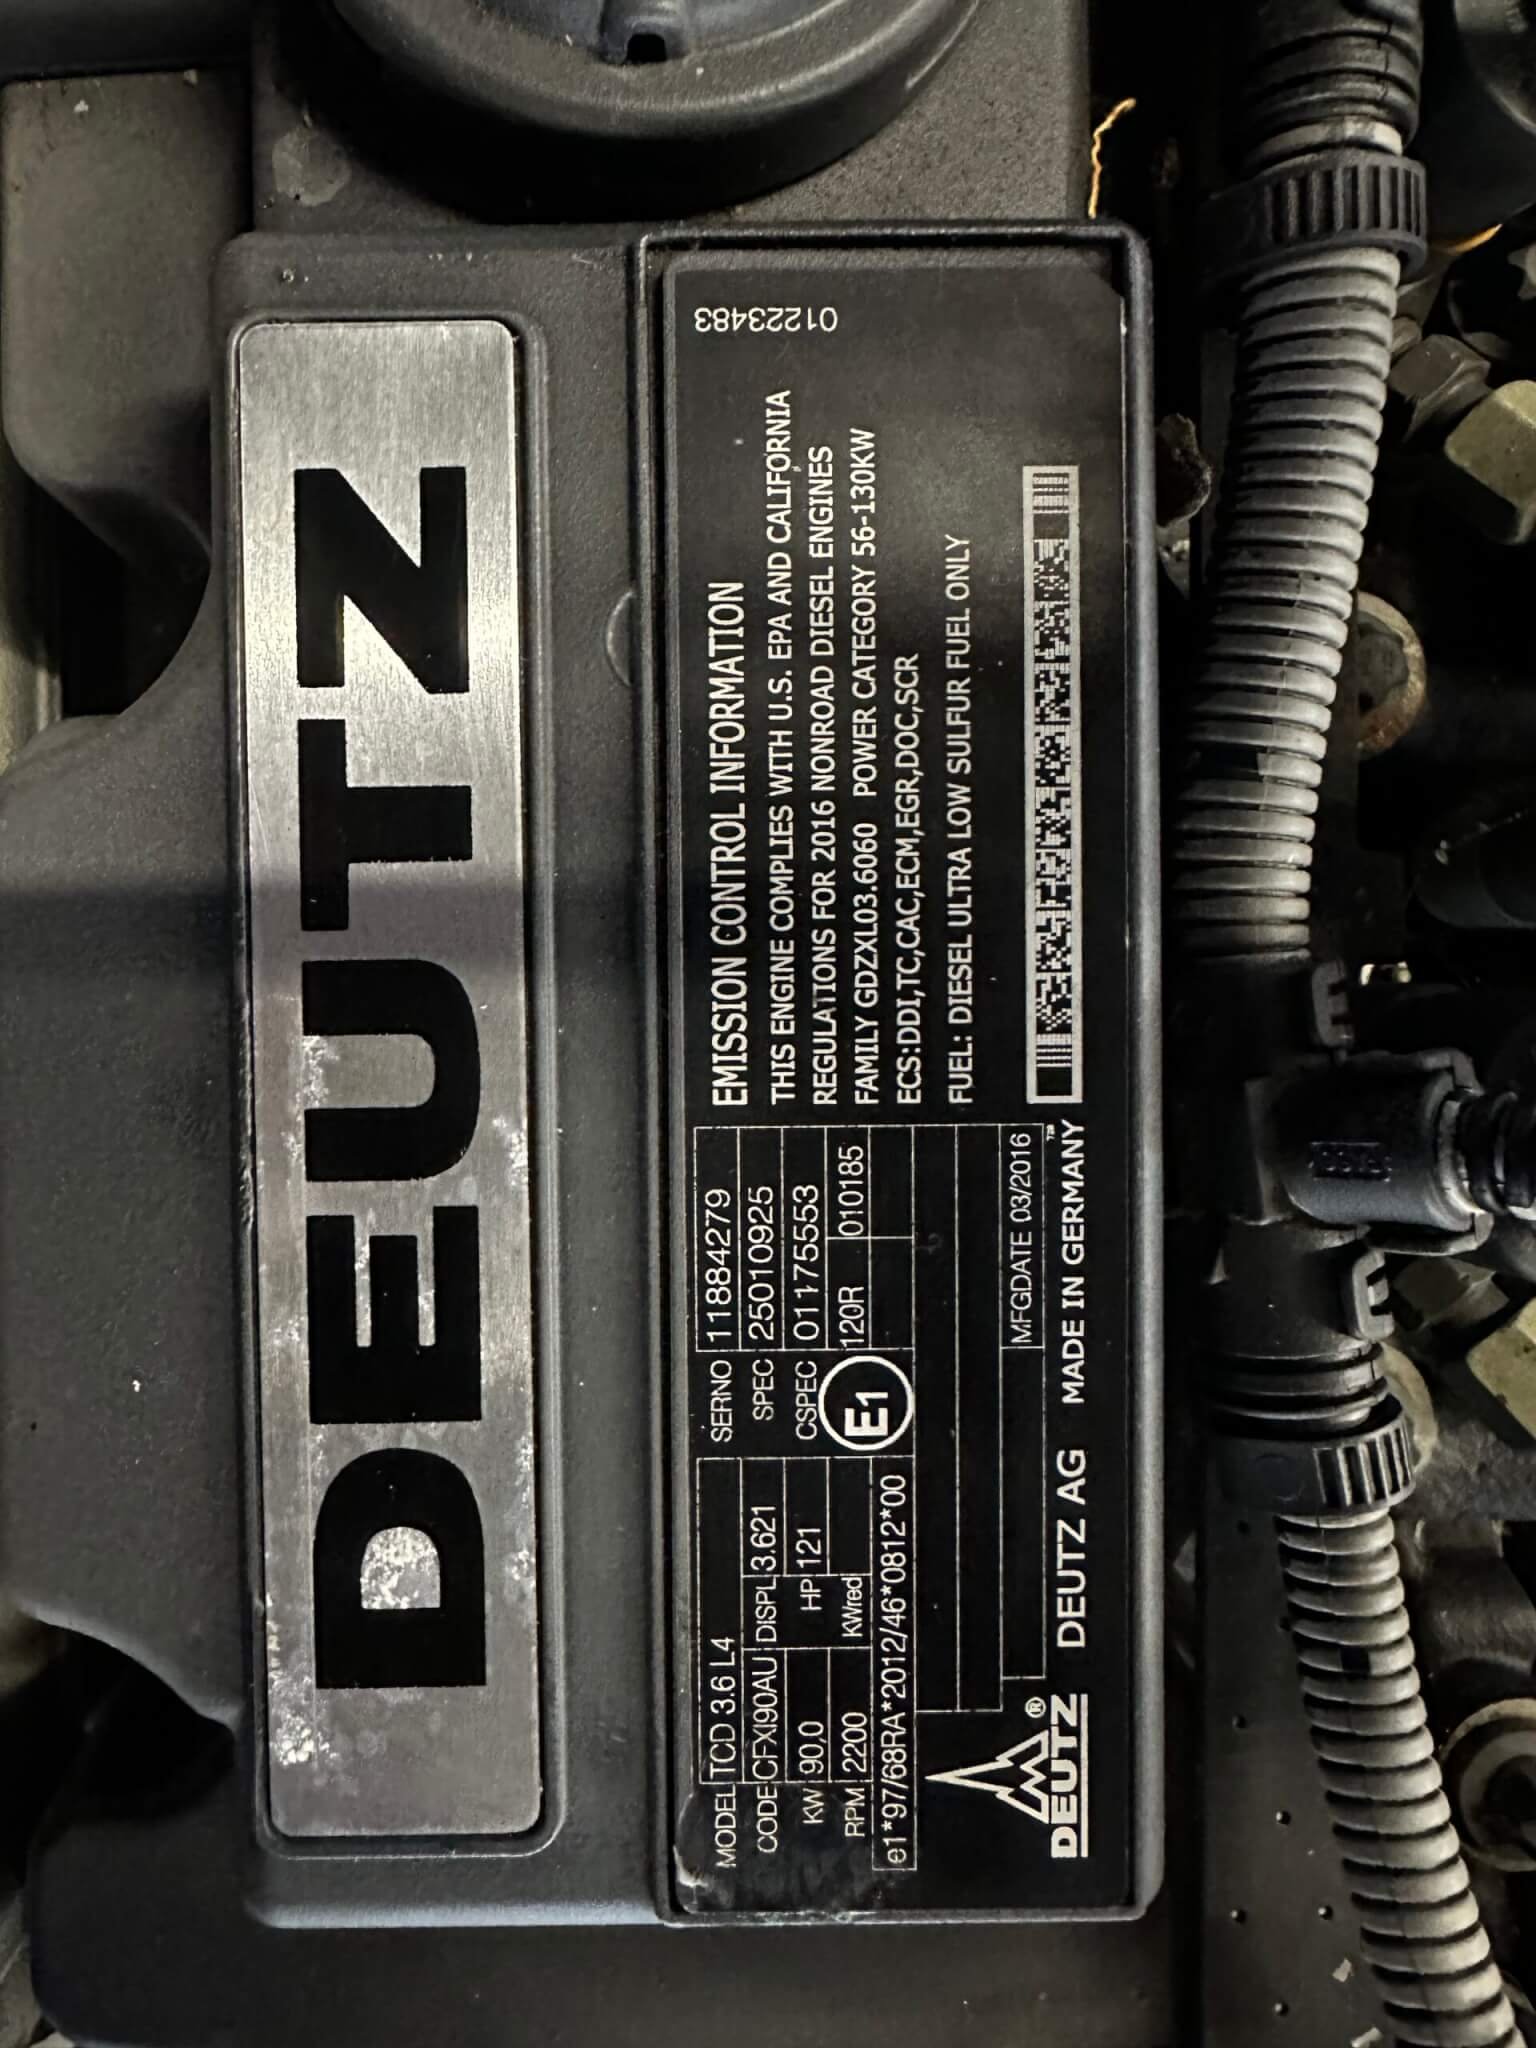 DEUTZ
MODEL TCD 3.6 L4
CODE CFXI90AU DISPL 3.621
KW 90,0 HP 121
RPM 2200 KWred
e1*97/68RA*2012/46*0812*00
SERNO 11884279
SPEC 25010925
CSPEC 01175553
E1 120R 010185
MFGDATE 03/2016
DEUTZ® DEUTZ AG MADE IN GERMANY
EMISSION CONTROL INFORMATION
THIS ENGINE COMPLIES WITH U.S. EPA AND CALIFORNIA
REGULATIONS FOR 2016 NONROAD DIESEL ENGINES
FAMILY GDZXL03.6060 POWER CATEGORY 56-130KW
ECS:DDI,TC,CAC,ECM,EGR,DOC,SCR
FUEL: DIESEL ULTRA LOW SULFUR FUEL ONLY
TM
01223483